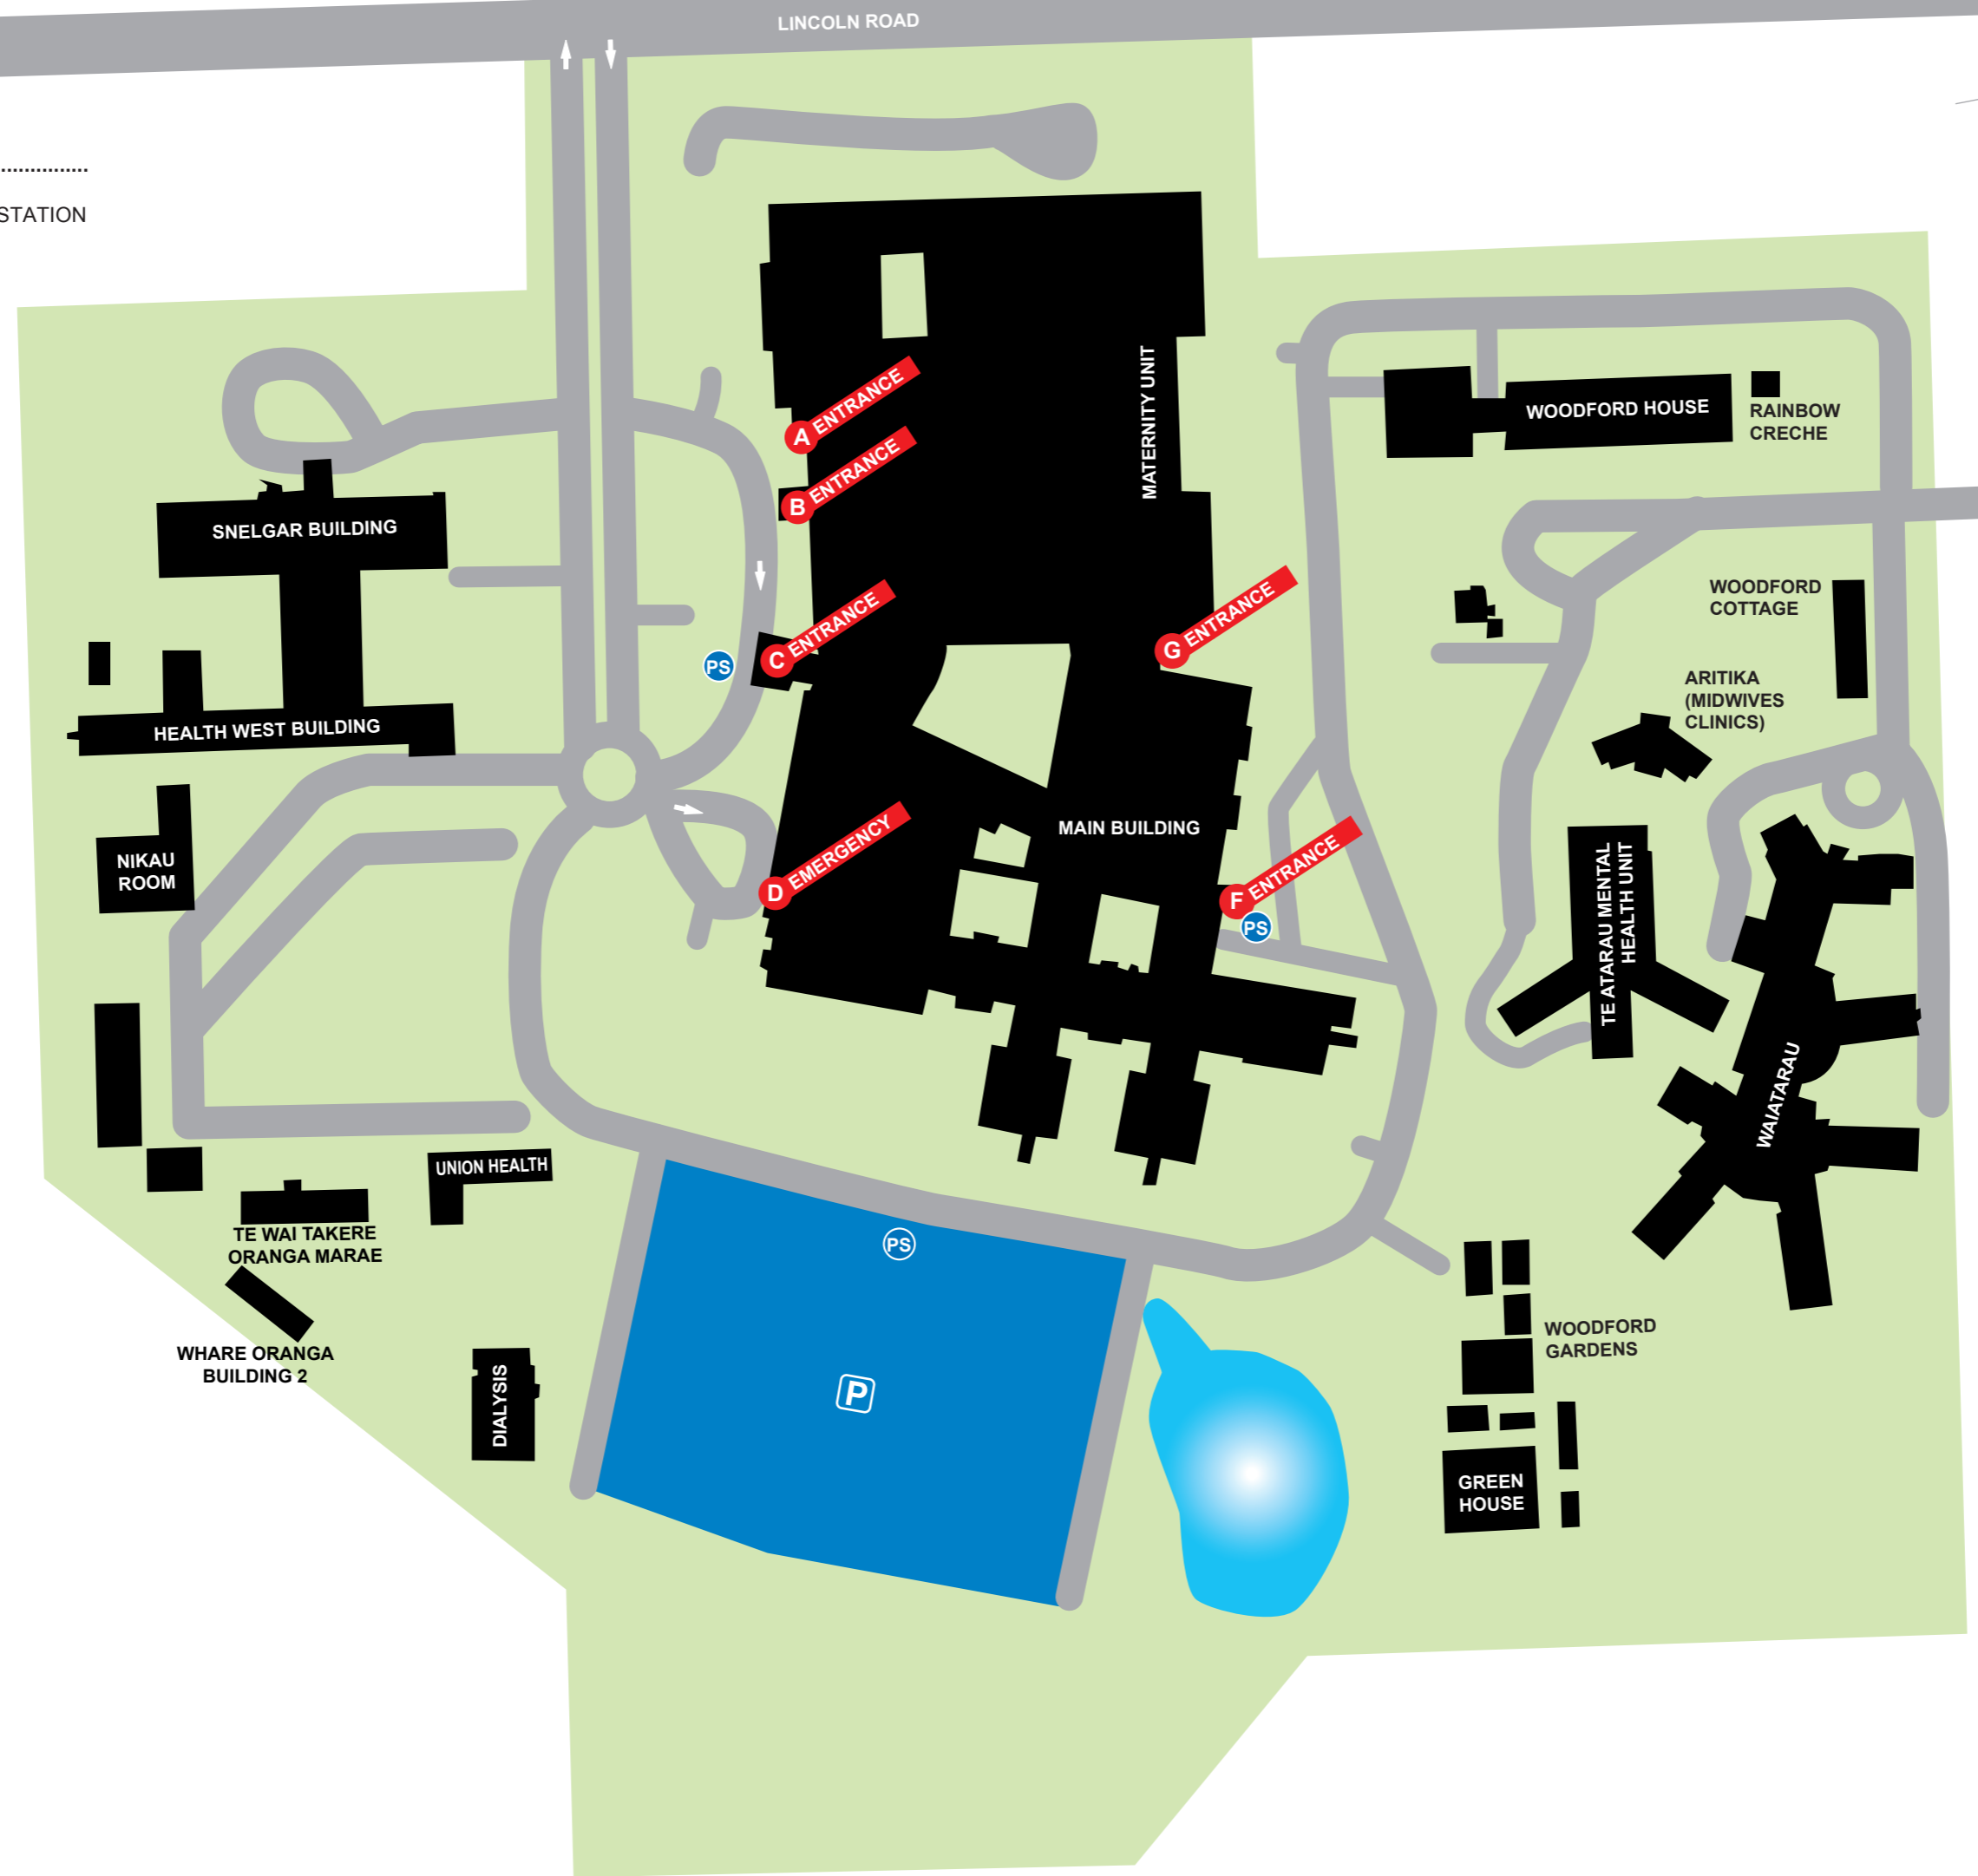 LINCOLN ROAD
STATION
MATERNITY UNIT
A ENTRANCE
B ENTRANCE
C ENTRANCE
G ENTRANCE
D EMERGENCY
F ENTRANCE
MAIN BUILDING
PS
PS
PS
P
SNELGAR BUILDING
HEALTH WEST BUILDING
NIKAU
ROOM
UNION HEALTH
TE WAI TAKERE
ORANGA MARAE
WHARE ORANGA
BUILDING 2
DIALYSIS
WOODFORD HOUSE
RAINBOW
CRECHE
WOODFORD
COTTAGE
ARITIKA
(MIDWIVES
CLINICS)
TE ATARAU MENTAL
HEALTH UNIT
WAIATARAU
WOODFORD
GARDENS
GREEN
HOUSE